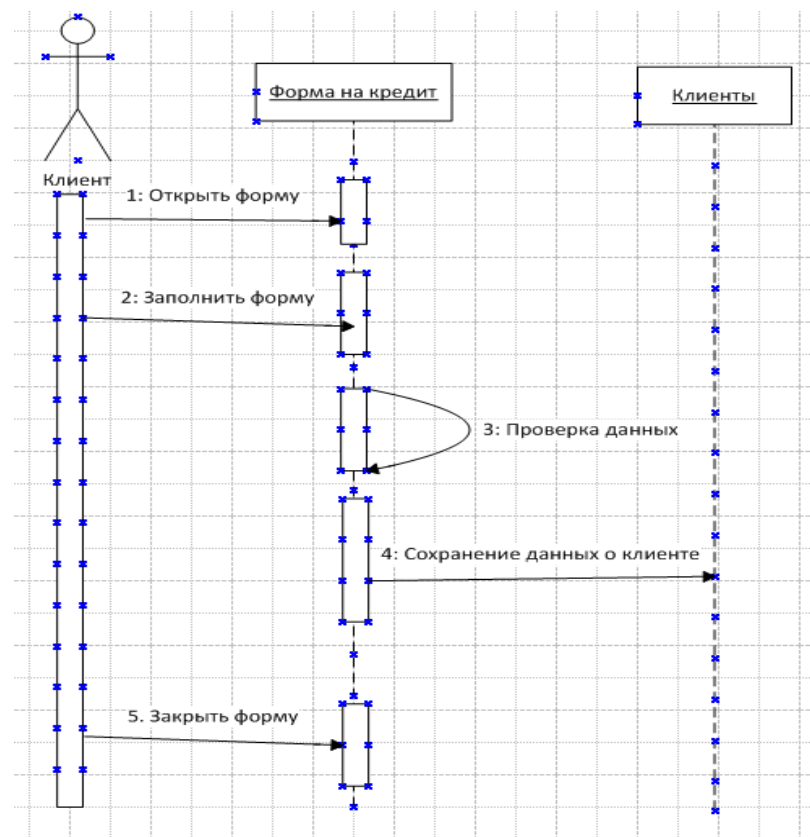 Форма на кредит
Клиенты
Клиент
1: Открыть форму
2: Заполнить форму
3: Проверка данных
4: Сохранение данных о клиенте
5. Закрыть форму